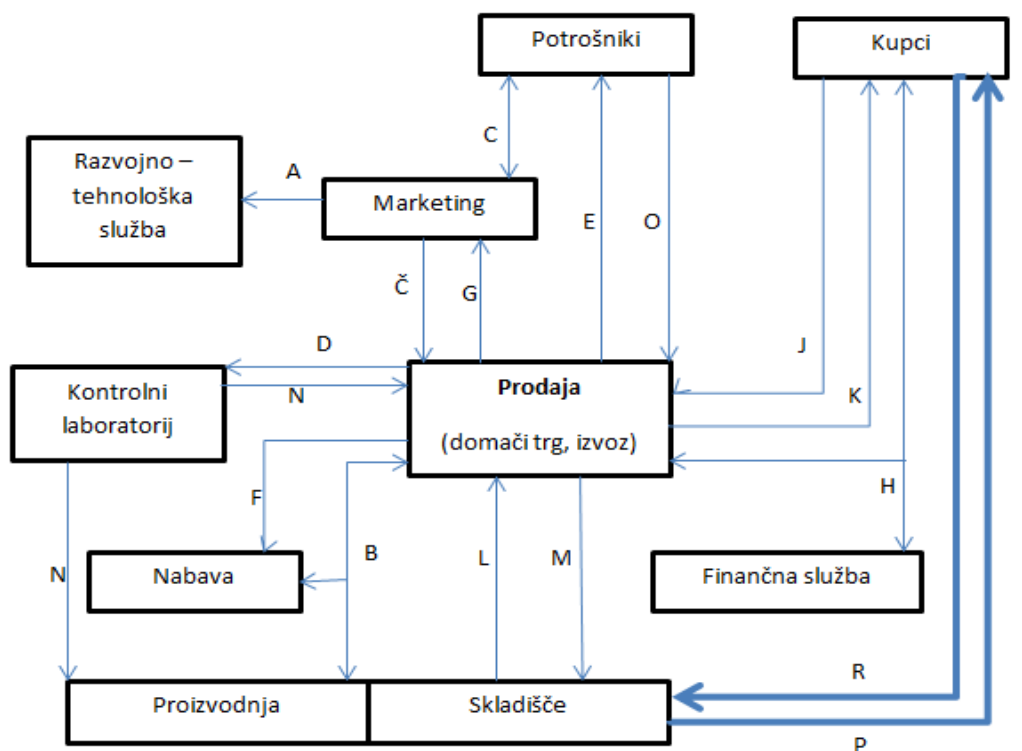 Potrošniki
Kupci
C
Razvojno –
tehnološka
služba
A
Marketing
E
O
Č
G
D
J
Kontrolni
laboratorij
N
Prodaja
(domači trg, izvoz)
K
F
H
N
Nabava
B
L
M
Finančna služba
R
Proizvodnja
Skladišče
P